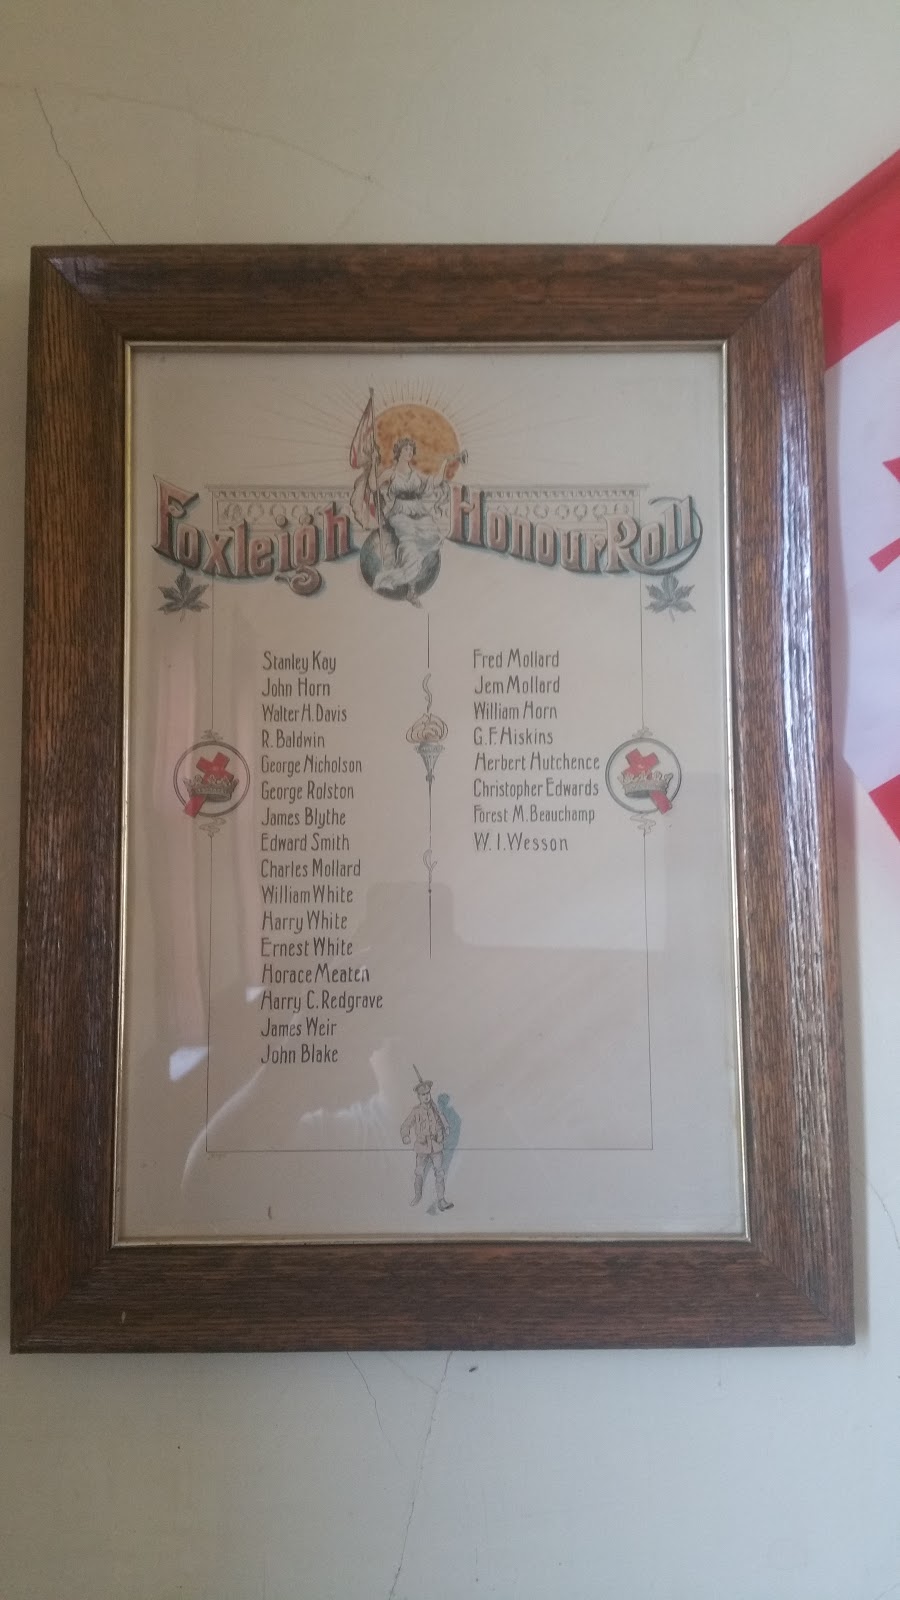 Foxleigh Honour Roll
Stanley Kay
John Horn
Walter H. Davis
R. Baldwin
George Nicholson
George Rolston
James Blythe
Edward Smith
Charles Mollard
William White
Harry White
Ernest White
Horace Meaten
Harry C. Redgrave
James Weir
John Blake
Fred Mollard
Jem Mollard
William Horn
G. F. Hiskins
Herbert Hutchence
Christopher Edwards
Forest M. Beauchamp
W. I. Wesson